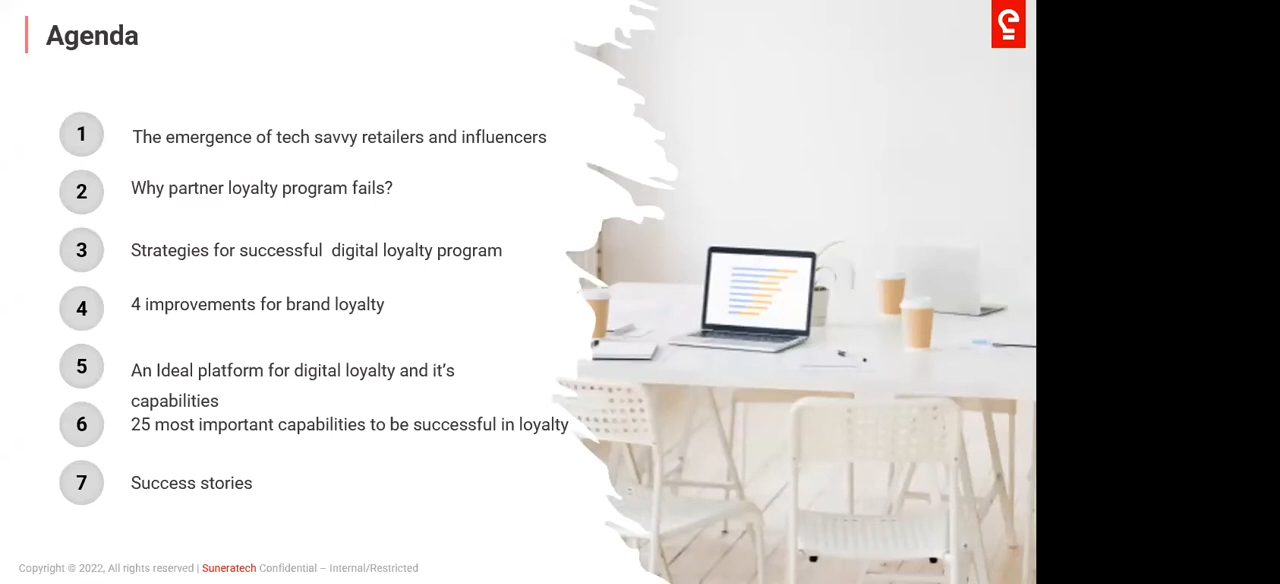 Agenda
1 The emergence of tech savvy retailers and influencers
2 Why partner loyalty program fails?
3 Strategies for successful  digital loyalty program
4 4 improvements for brand loyalty
5 An Ideal platform for digital loyalty and it’s
capabilities
6 25 most important capabilities to be successful in loyalty
7 Success stories
Copyright © 2022, All rights reserved | Suneratech Confidential – Internal/Restricted